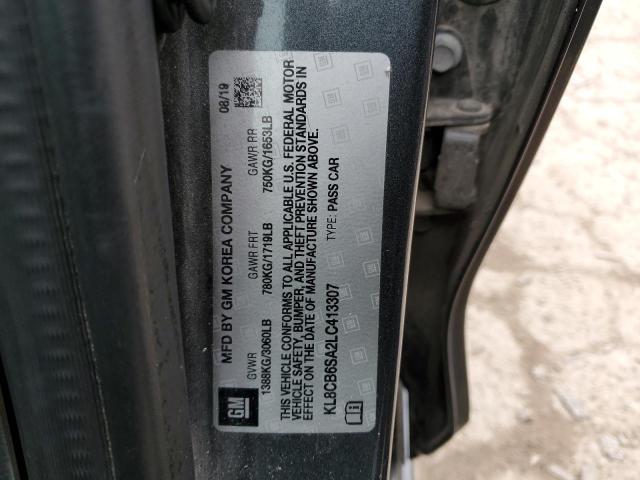 MFD BY GM KOREA COMPANY
08/19
GVWR GAWR FRT GAWR RR
1388KG/3060LB 780KG/1719LB 750KG/1653LB
THIS VEHICLE CONFORMS TO ALL APPLICABLE U.S. FEDERAL MOTOR
VEHICLE SAFETY, BUMPER, AND THEFT PREVENTION STANDARDS IN
EFFECT ON THE DATE OF MANUFACTURE SHOWN ABOVE.
KL8CB6SA2LC413307 TYPE: PASS CAR
GM